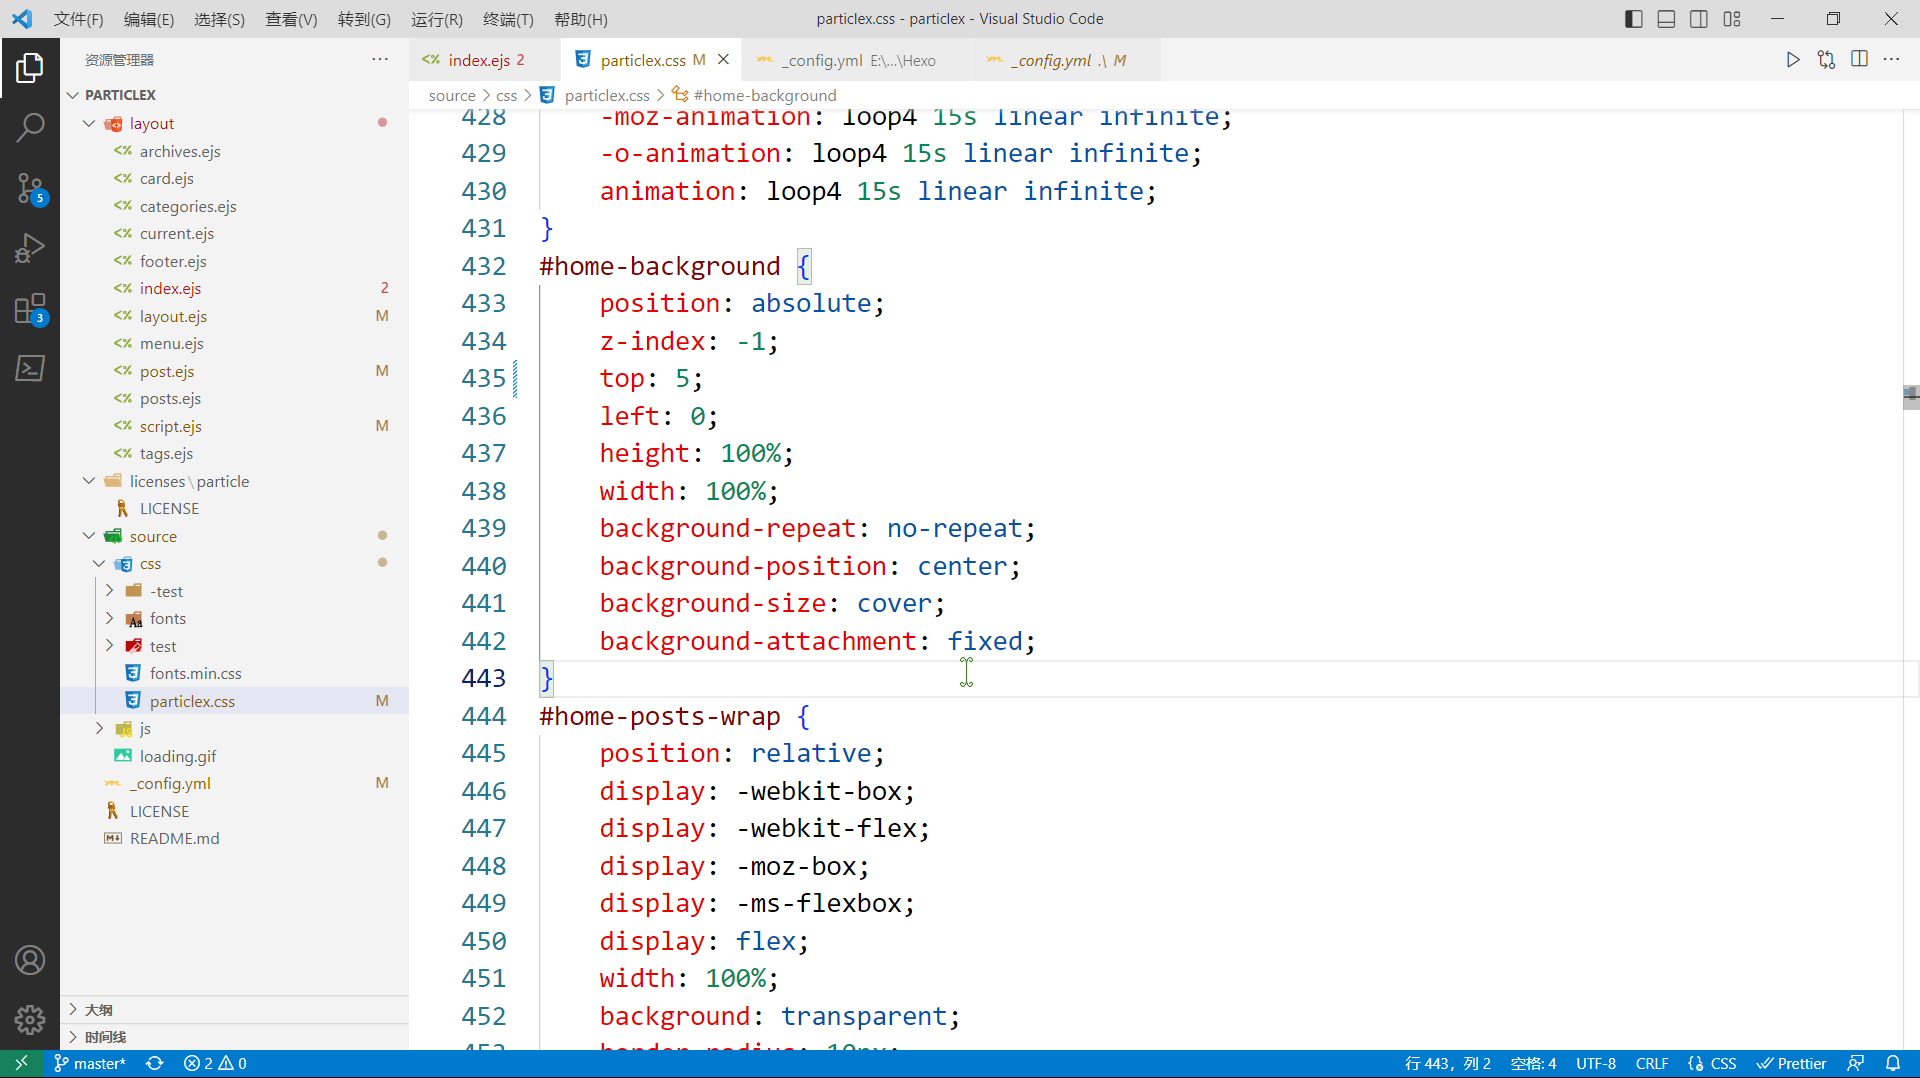 文件(F) 编辑(E) 选择(S) 查看(V) 转到(G) 运行(R) 终端(T) 帮助(H) particlex.css - particlex - Visual Studio Code
资源管理器
index.ejs 2 particlex.css M _config.yml E:\...\Hexo _config.yml .\ M
source > css > particlex.css > #home-background
PARTICLEX
layout
archives.ejs
card.ejs
categories.ejs
current.ejs
footer.ejs
index.ejs 2
layout.ejs M
menu.ejs
post.ejs M
posts.ejs
script.ejs M
tags.ejs
licenses\particle
LICENSE
source
css
-test
fonts
test
fonts.min.css
particlex.css M
js
loading.gif
_config.yml M
LICENSE
README.md
大纲
时间线
5
3
428 -moz-animation: loop4 15s linear infinite;
429 -o-animation: loop4 15s linear infinite;
430 animation: loop4 15s linear infinite;
431 }
432 #home-background {
433 position: absolute;
434 z-index: -1;
435 top: 5;
436 left: 0;
437 height: 100%;
438 width: 100%;
439 background-repeat: no-repeat;
440 background-position: center;
441 background-size: cover;
442 background-attachment: fixed;
443 }
444 #home-posts-wrap {
445 position: relative;
446 display: -webkit-box;
447 display: -webkit-flex;
448 display: -moz-box;
449 display: -ms-flexbox;
450 display: flex;
451 width: 100%;
452 background: transparent;
453 border-radius: 10px;
master* 2 0 行 443，列 2 空格: 4 UTF-8 CRLF CSS Prettier